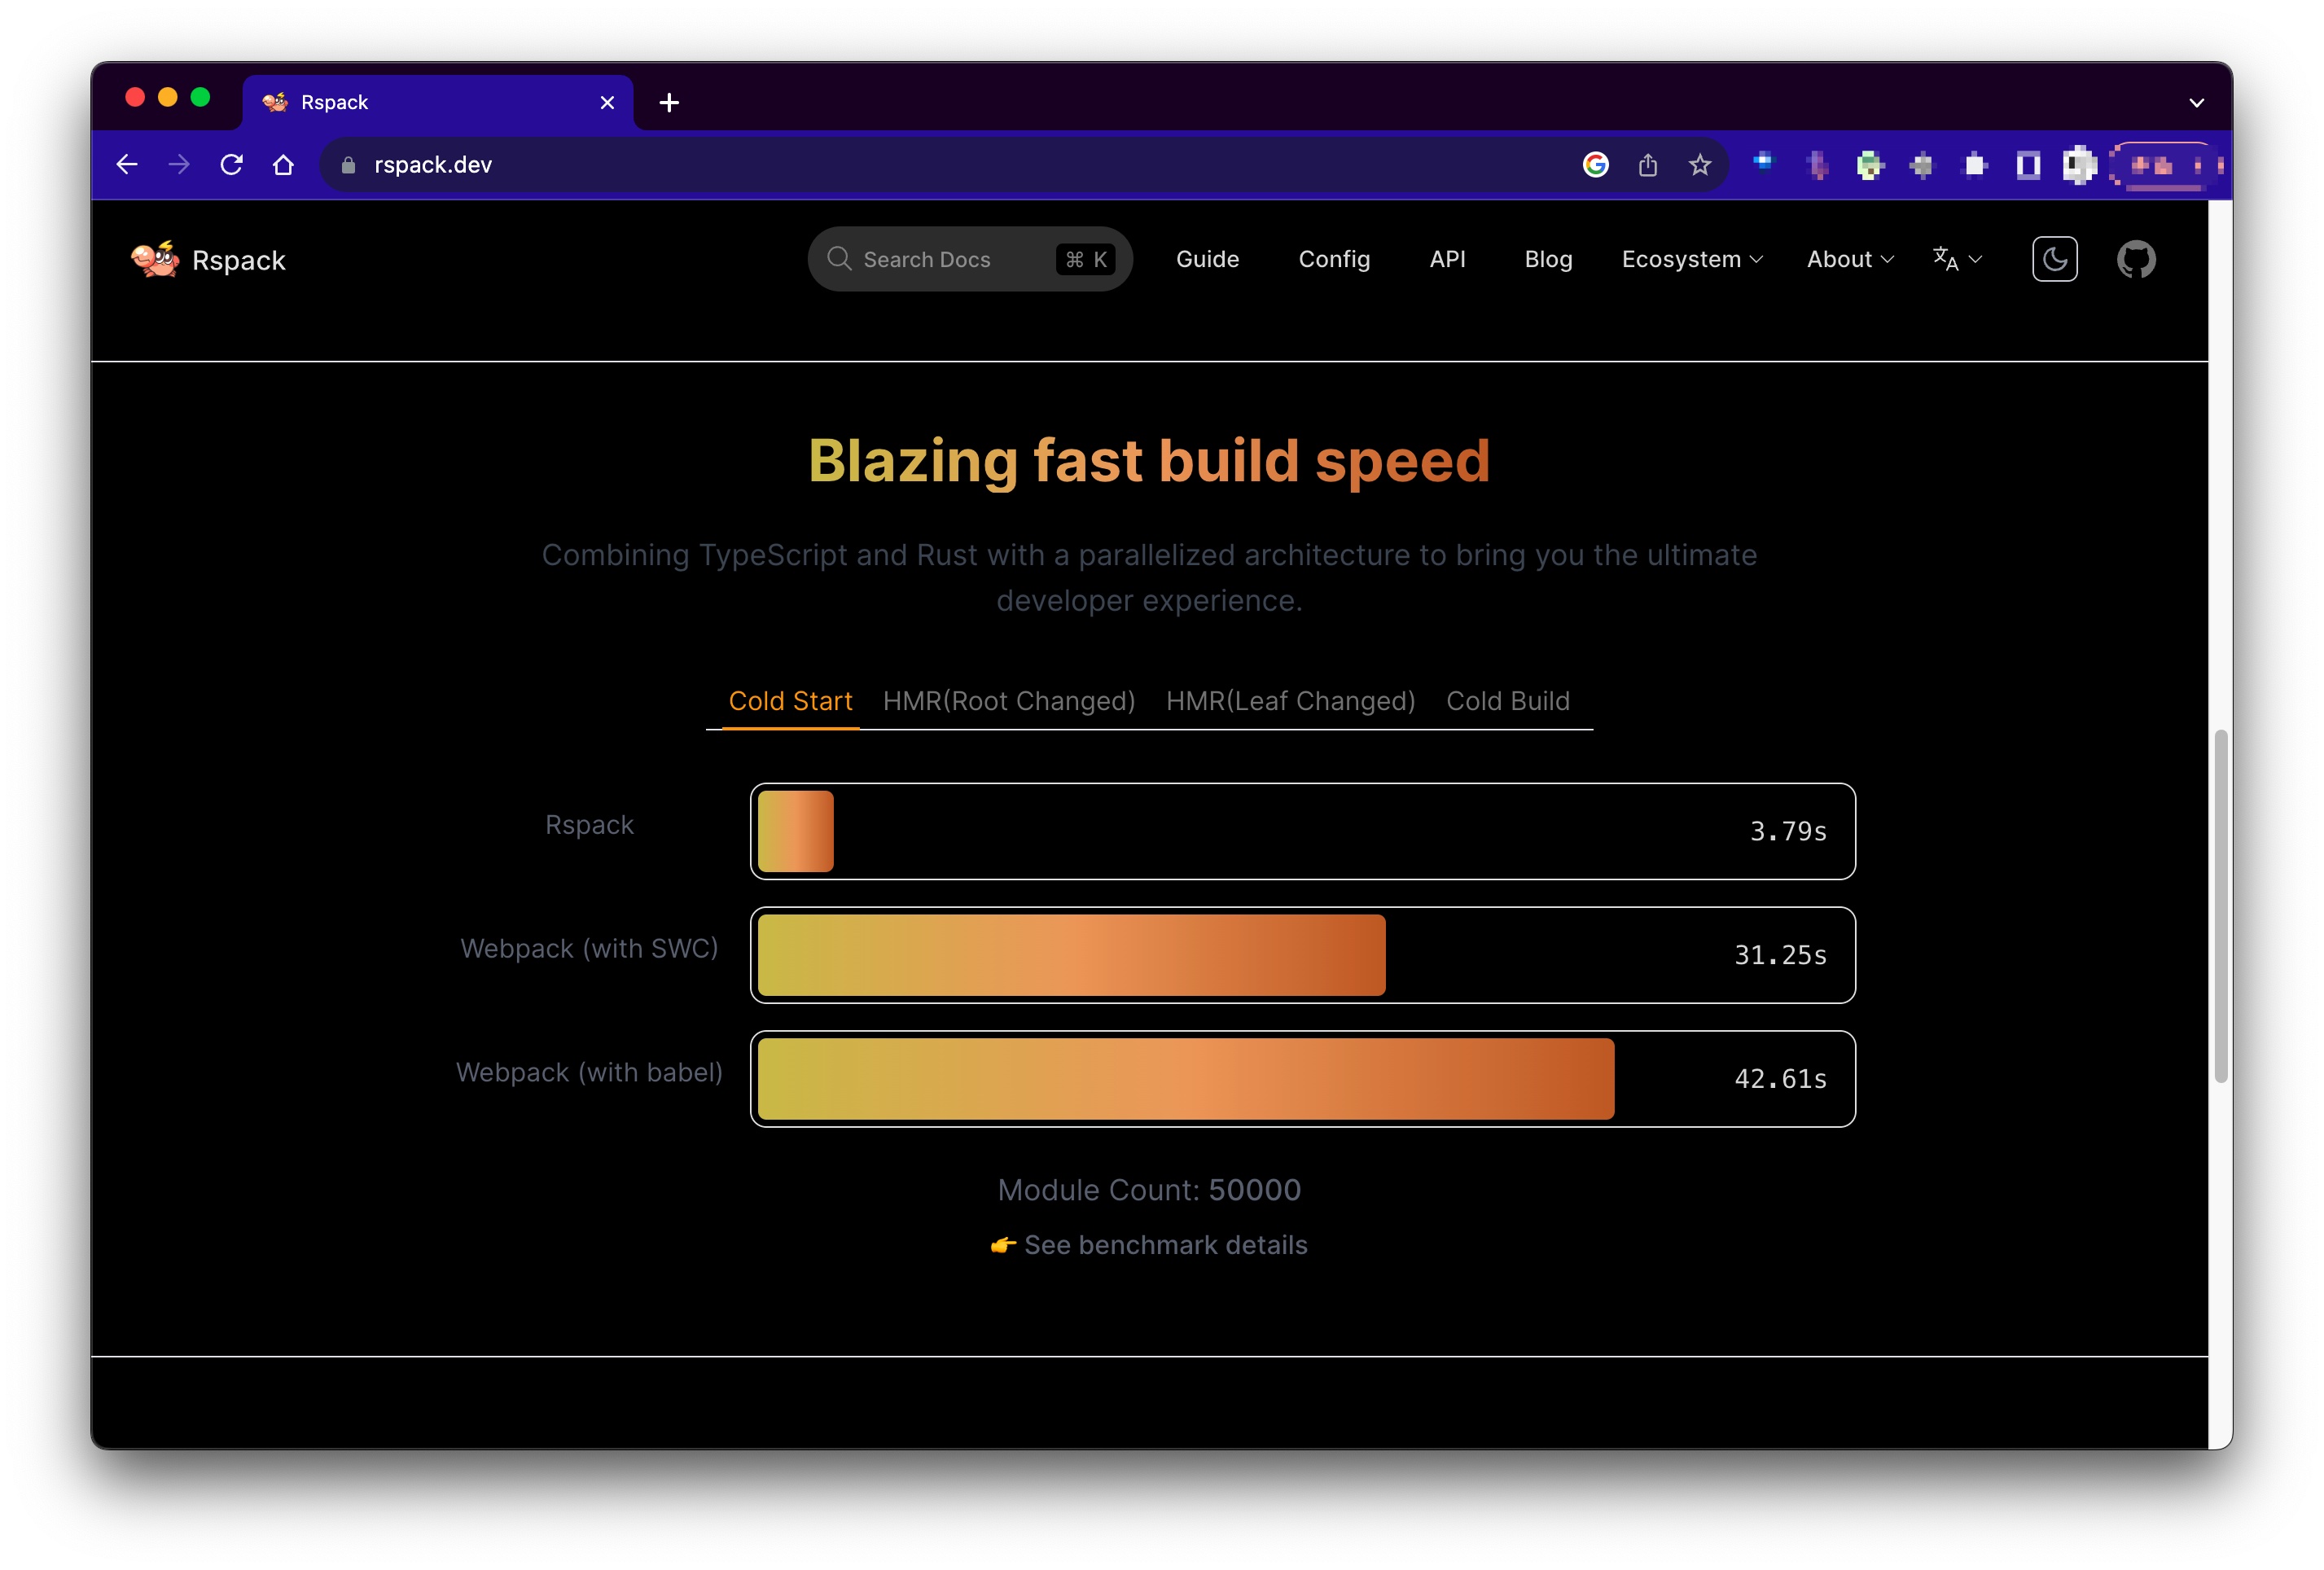 Rspack
rspack.dev
Rspack
Search Docs ⌘ K Guide Config API Blog Ecosystem About
Blazing fast build speed
Combining TypeScript and Rust with a parallelized architecture to bring you the ultimate
developer experience.
Cold Start HMR(Root Changed) HMR(Leaf Changed) Cold Build
Rspack 3.79s
Webpack (with SWC) 31.25s
Webpack (with babel) 42.61s
Module Count: 50000
👉 See benchmark details